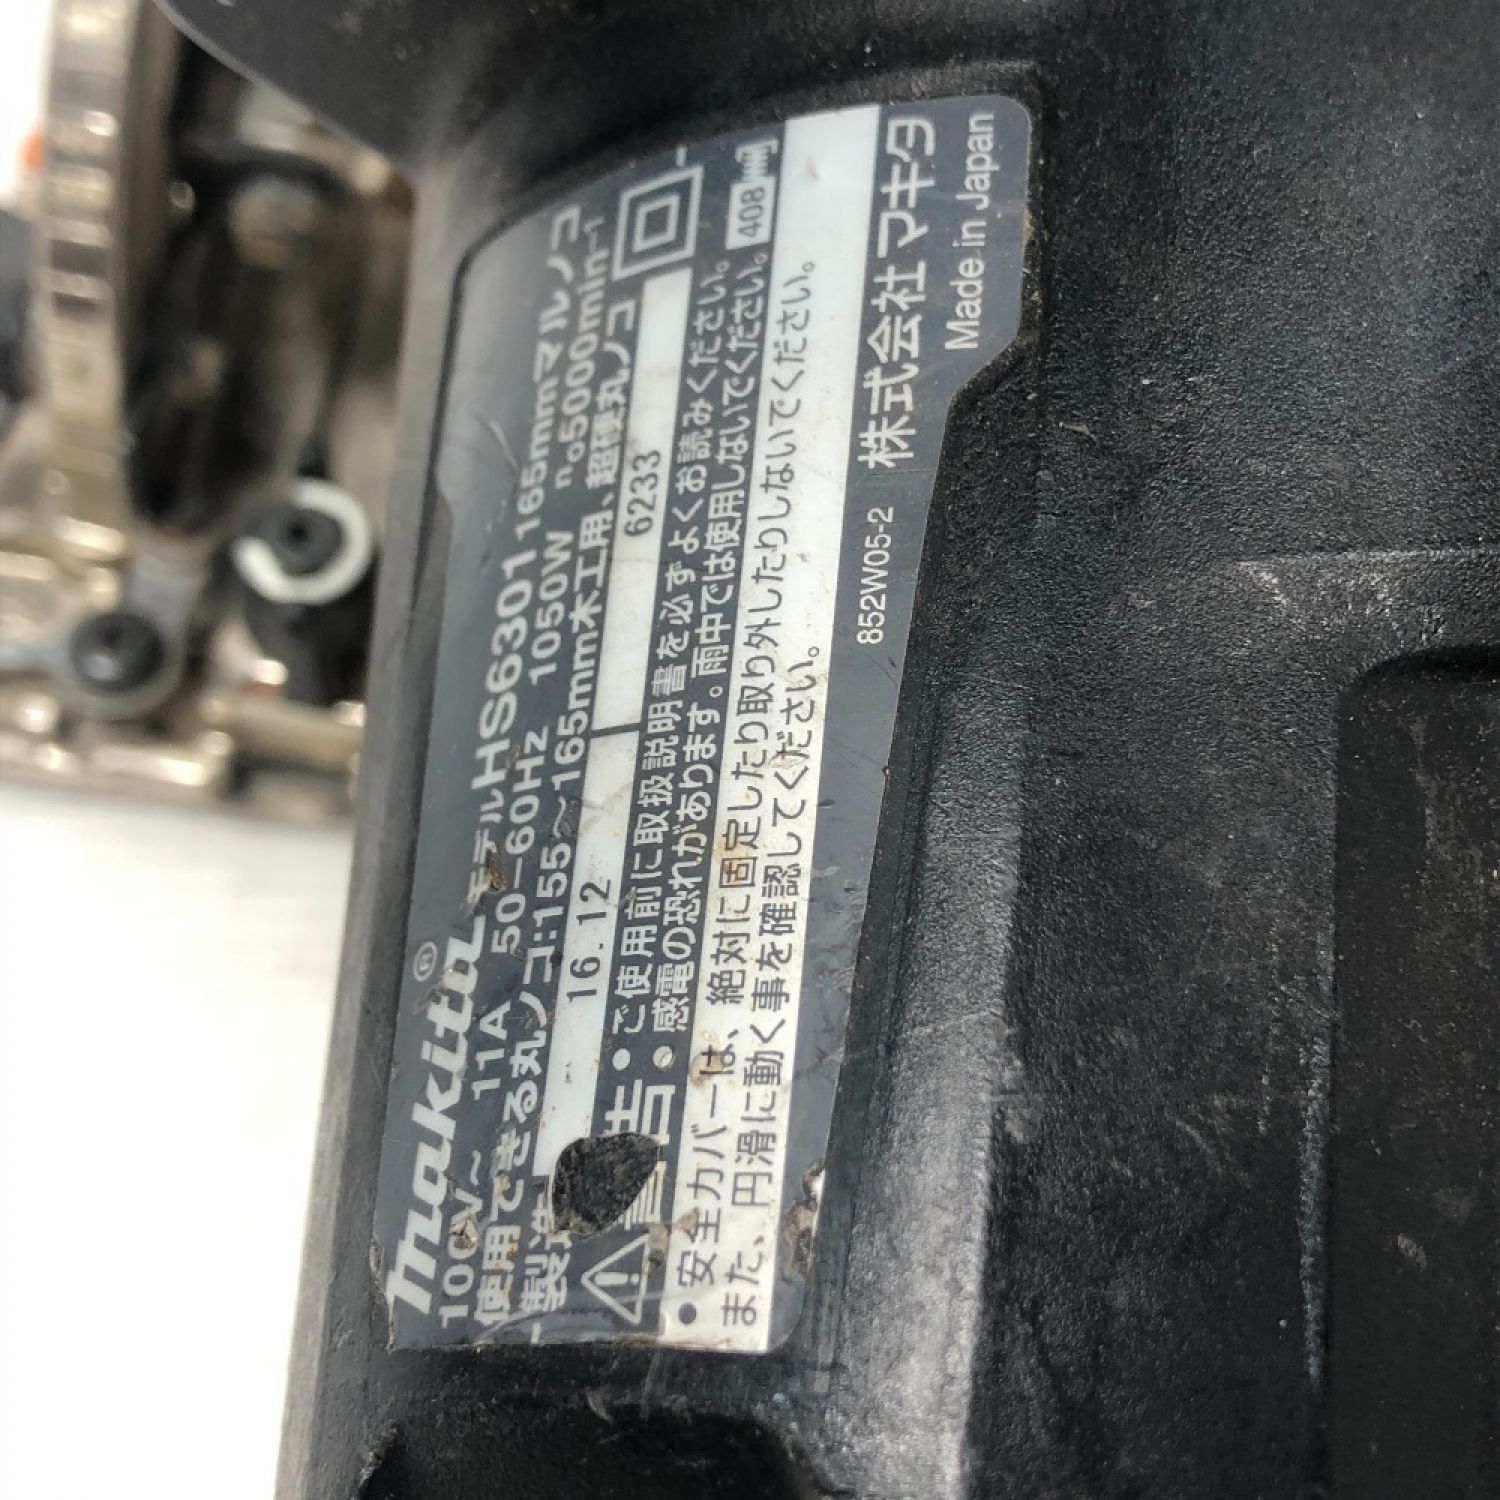 makita® モデルHS6301 165mmマルノコ
100V～ 11A 50-60Hz 1050W n₀5000min⁻¹
使用できる丸ノコ:155～165mm木工用、超硬丸ノコ
16.12 6233
・ご使用前に取扱説明書を必ずよくお読みください。
・感電の恐れがあります。雨中では使用しないでください。 408
・安全カバーは、絶対に固定したり取り外したりしないでください。
また、円滑に動く事を確認してください。
852W05-2 株式会社マキタ
Made in Japan